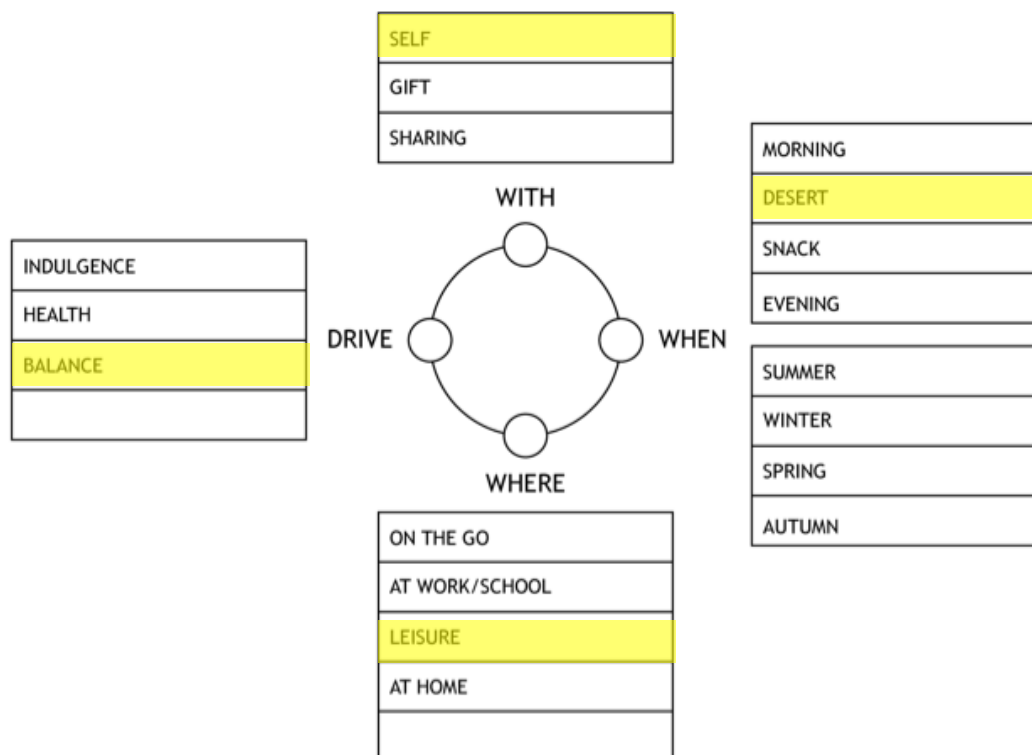 SELF
GIFT
SHARING
WITH
MORNING
DESERT
SNACK
EVENING
INDULGENCE
HEALTH
BALANCE
DRIVE
WHEN
SUMMER
WINTER
SPRING
AUTUMN
WHERE
ON THE GO
AT WORK/SCHOOL
LEISURE
AT HOME